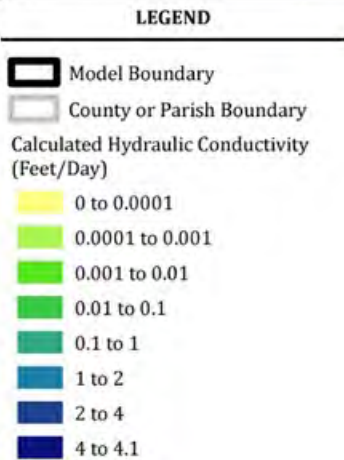 LEGEND
Model Boundary
County or Parish Boundary
Calculated Hydraulic Conductivity
(Feet/Day)
0 to 0.0001
0.0001 to 0.001
0.001 to 0.01
0.01 to 0.1
0.1 to 1
1 to 2
2 to 4
4 to 4.1